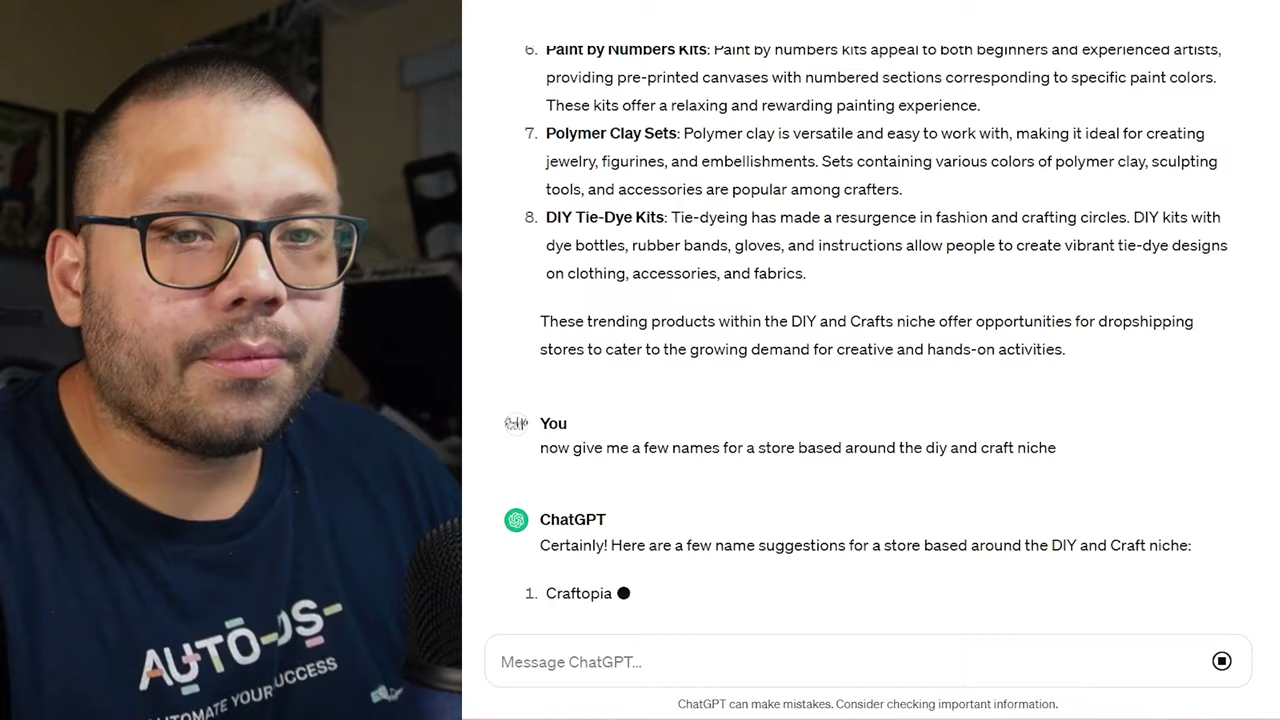 6. Paint by Numbers Kits: Paint by numbers kits appeal to both beginners and experienced artists,
providing pre-printed canvases with numbered sections corresponding to specific paint colors.
These kits offer a relaxing and rewarding painting experience.
7. Polymer Clay Sets: Polymer clay is versatile and easy to work with, making it ideal for creating
jewelry, figurines, and embellishments. Sets containing various colors of polymer clay, sculpting
tools, and accessories are popular among crafters.
8. DIY Tie-Dye Kits: Tie-dyeing has made a resurgence in fashion and crafting circles. DIY kits with
dye bottles, rubber bands, gloves, and instructions allow people to create vibrant tie-dye designs
on clothing, accessories, and fabrics.
These trending products within the DIY and Crafts niche offer opportunities for dropshipping
stores to cater to the growing demand for creative and hands-on activities.
You
now give me a few names for a store based around the diy and craft niche
ChatGPT
Certainly! Here are a few name suggestions for a store based around the DIY and Craft niche:
1. Craftopia
Message ChatGPT...
ChatGPT can make mistakes. Consider checking important information.
AUTO-DS
AUTOMATE YOUR SUCCESS